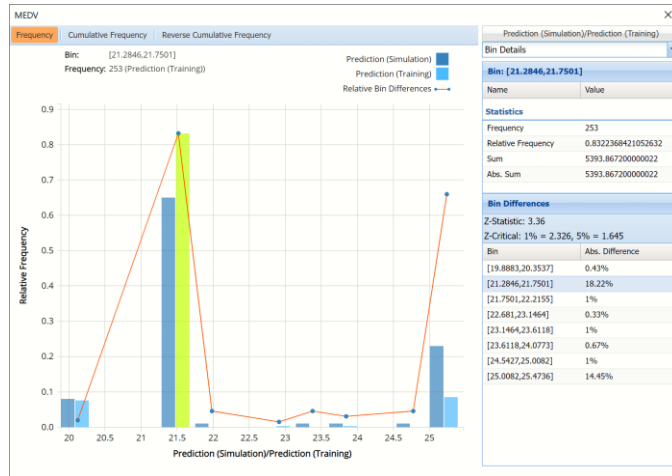 MEDV
Frequency Cumulative Frequency Reverse Cumulative Frequency
Bin: [21.2846,21.7501]
Frequency: 253 (Prediction (Training))
Prediction (Simulation)
Prediction (Training)
Relative Bin Differences
Relative Frequency
0.9
0.8
0.7
0.6
0.5
0.4
0.3
0.2
0.1
0.0
20 20.5 21 21.5 22 22.5 23 23.5 24 24.5 25
Prediction (Simulation)/Prediction (Training)
Prediction (Simulation)/Prediction (Training)
Bin Details
Bin: [21.2846,21.7501]
Name Value
Statistics
Frequency 253
Relative Frequency 0.8322368421052632
Sum 5393.867200000022
Abs. Sum 5393.867200000022
Bin Differences
Z-Statistic: 3.36
Z-Critical: 1% = 2.326, 5% = 1.645
Bin Abs. Difference
[19.8883,20.3537] 0.43%
[21.2846,21.7501] 18.22%
[21.7501,22.2155] 1%
[22.681,23.1464] 0.33%
[23.1464,23.6118] 1%
[23.6118,24.0773] 0.67%
[24.5427,25.0082] 1%
[25.0082,25.4736] 14.45%